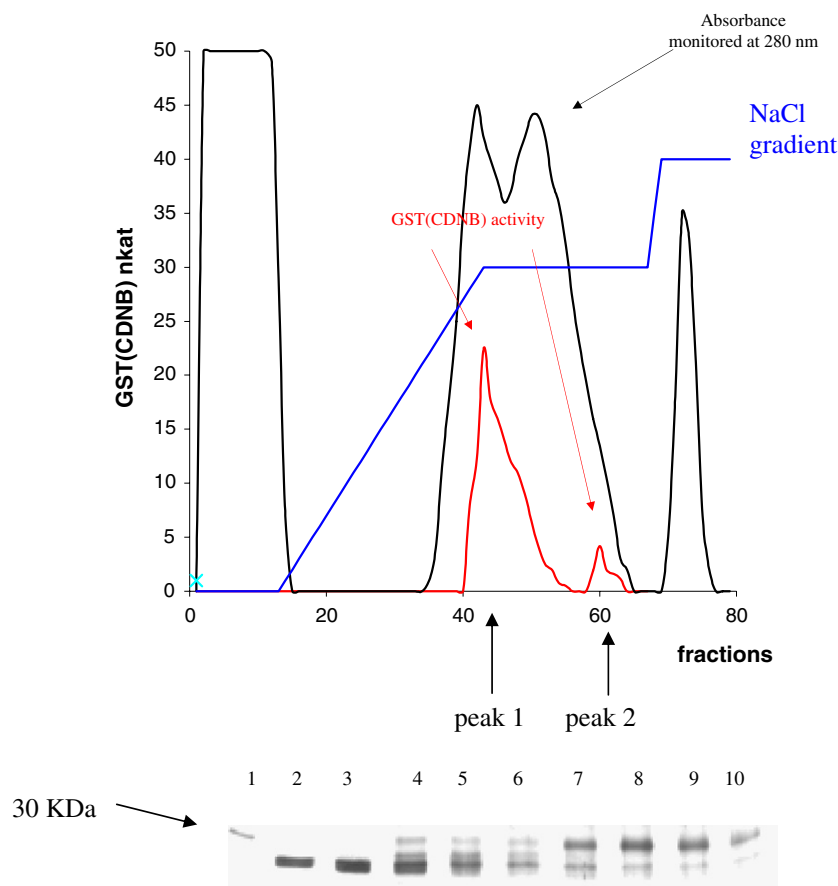 Absorbance
monitored at 280 nm
NaCl
gradient
GST(CDNB) activity
GST(CDNB) nkat
50
45
40
35
30
25
20
15
10
5
0
0 20 40 60 80
fractions
peak 1 peak 2
1 2 3 4 5 6 7 8 9 10
30 KDa